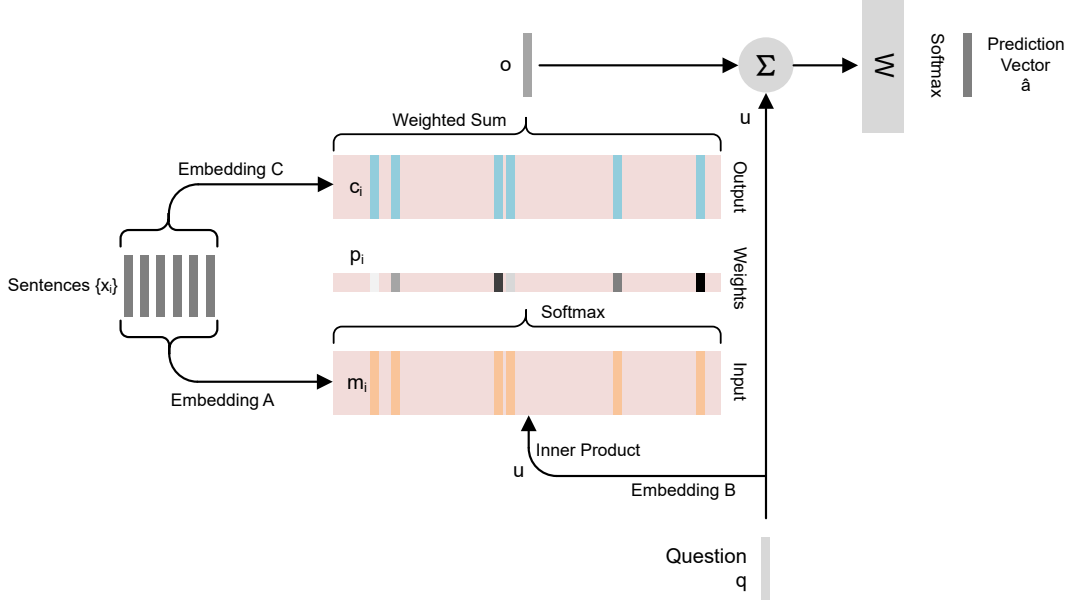 o
Σ
W
Softmax
Prediction
Vector
â
u
Weighted Sum
Embedding C
cᵢ
Output
pᵢ
Weights
Sentences {xᵢ}
Softmax
mᵢ
Input
Embedding A
Inner Product
u
Embedding B
Question
q